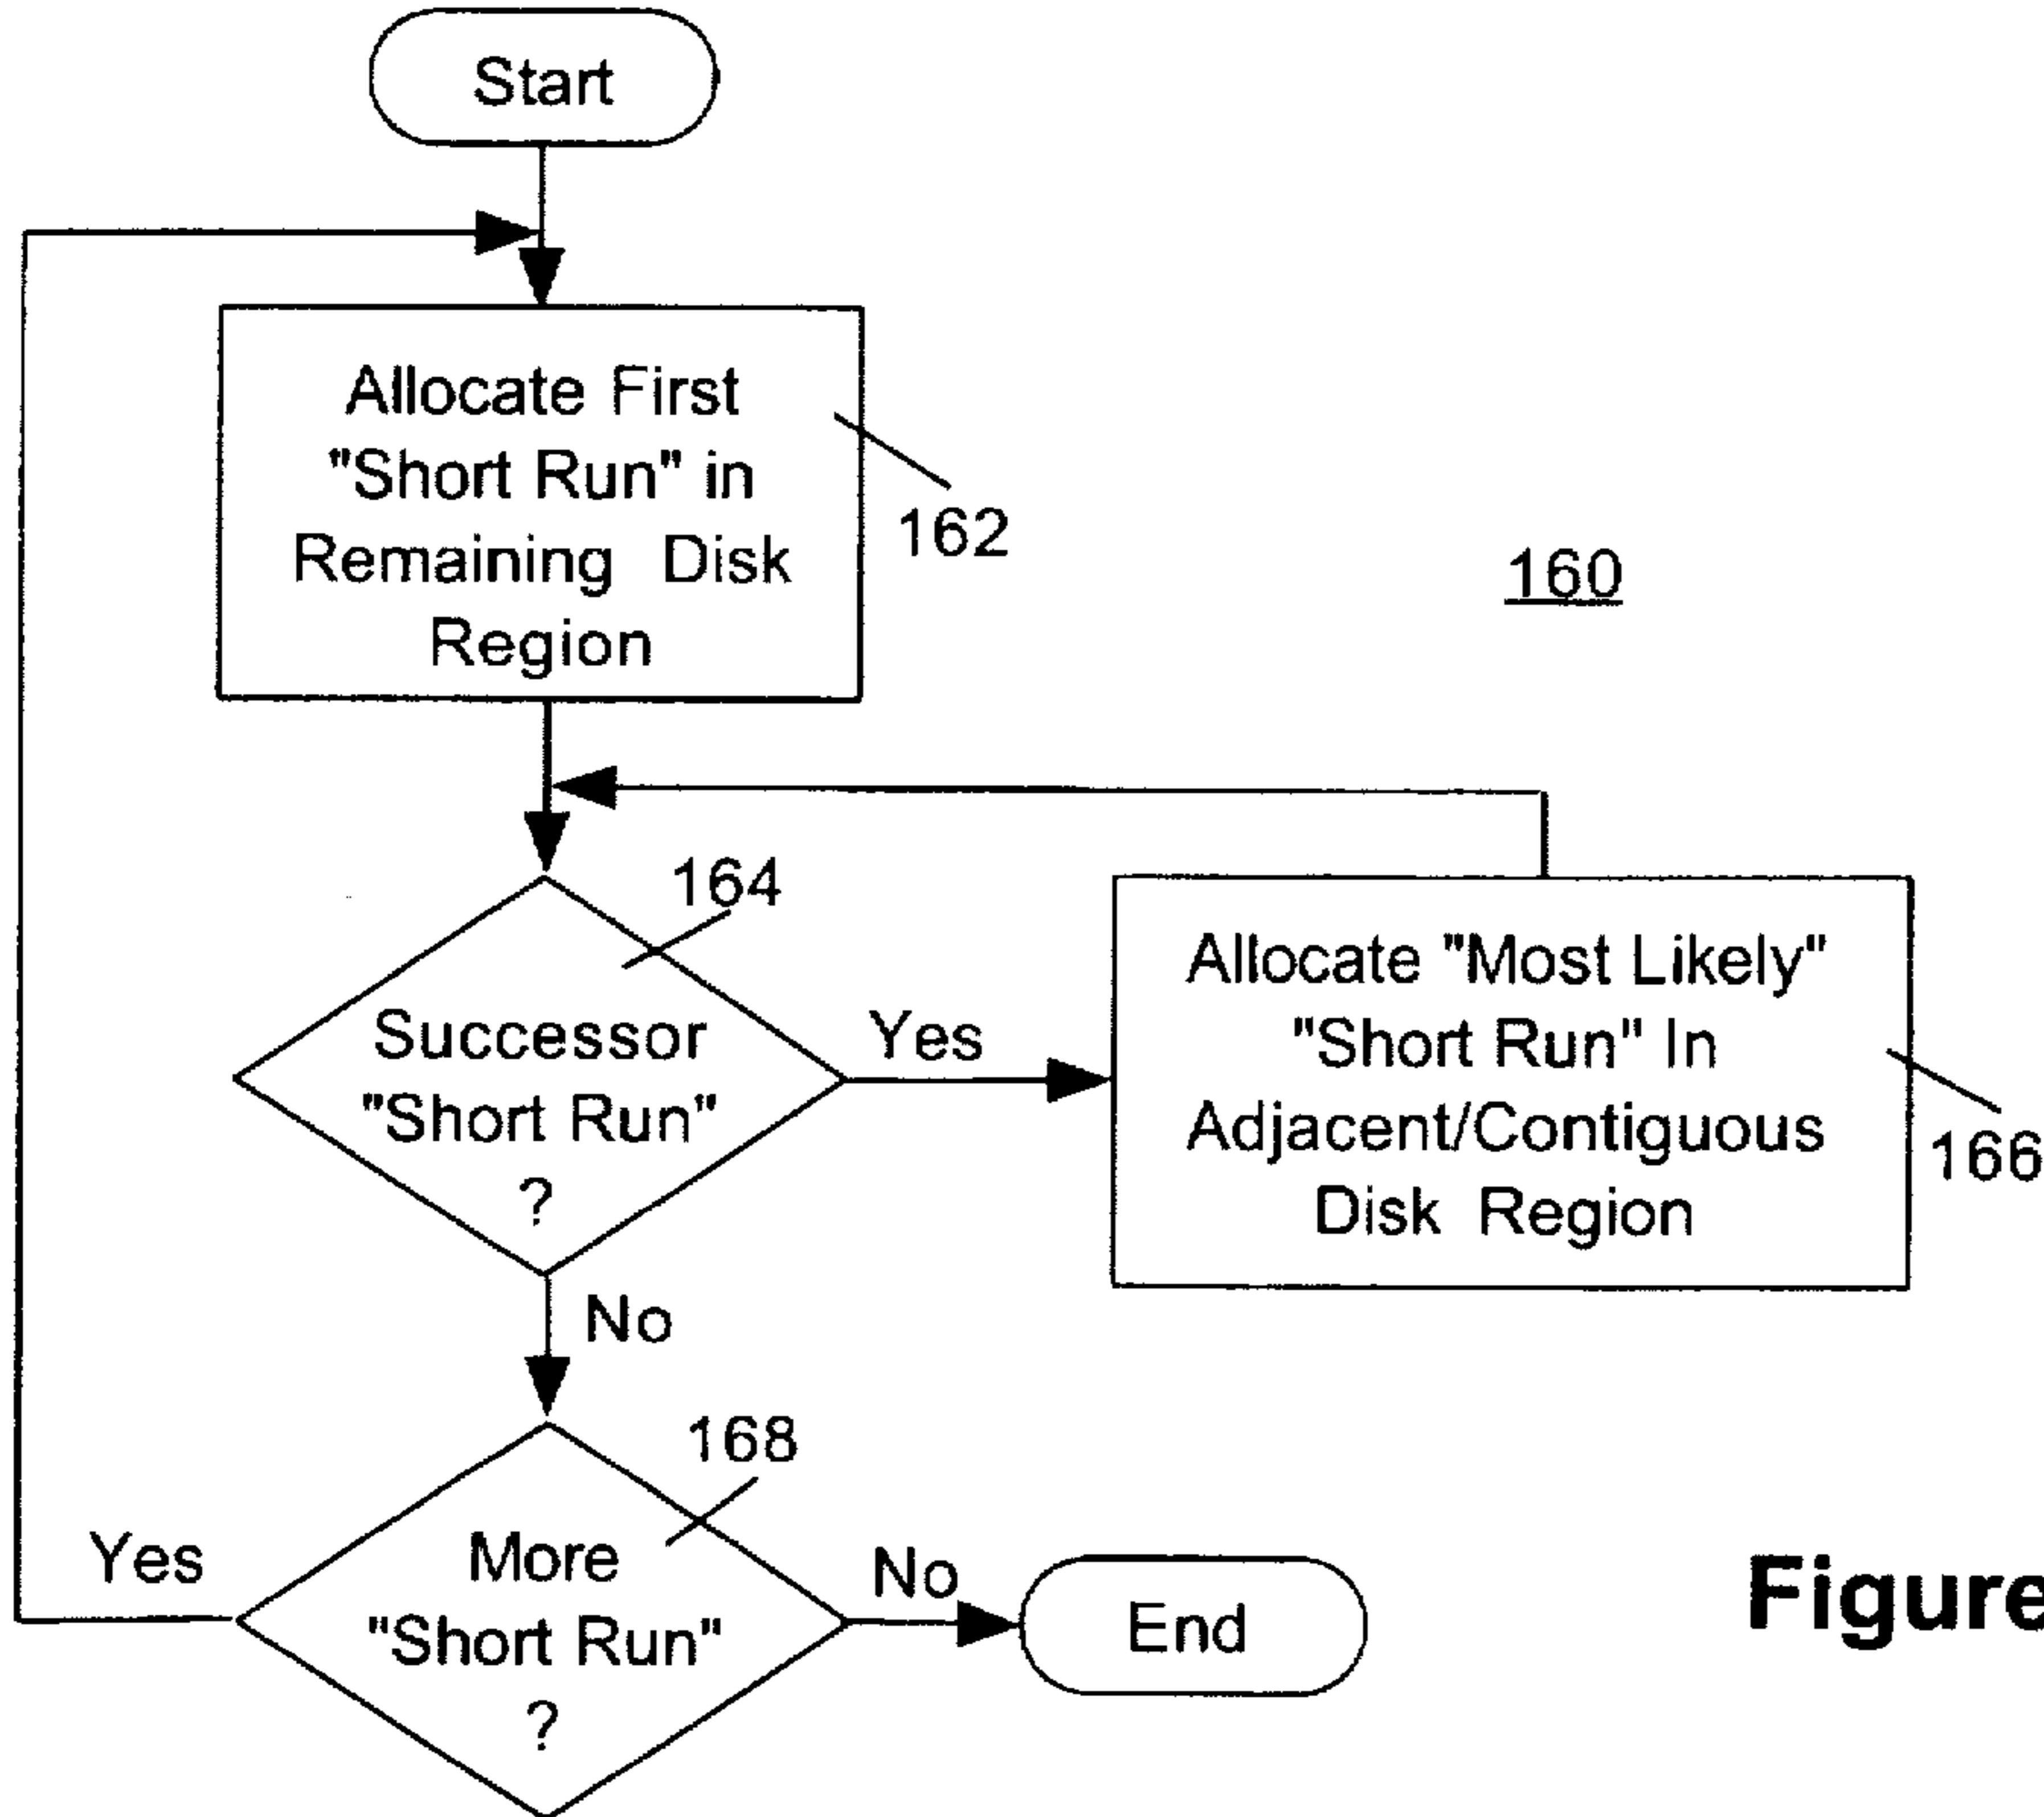 Start
Allocate First
"Short Run" in
Remaining Disk
Region
162
160
164
Successor
"Short Run"
?
Yes
Allocate "Most Likely"
"Short Run" In
Adjacent/Contiguous
Disk Region
166
No
168
More
"Short Run"
?
Yes
No
End
Figure